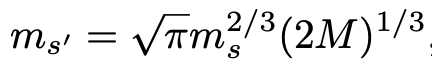 $m_{s'} = \sqrt{\pi} m_s^{2/3} (2M)^{1/3},$